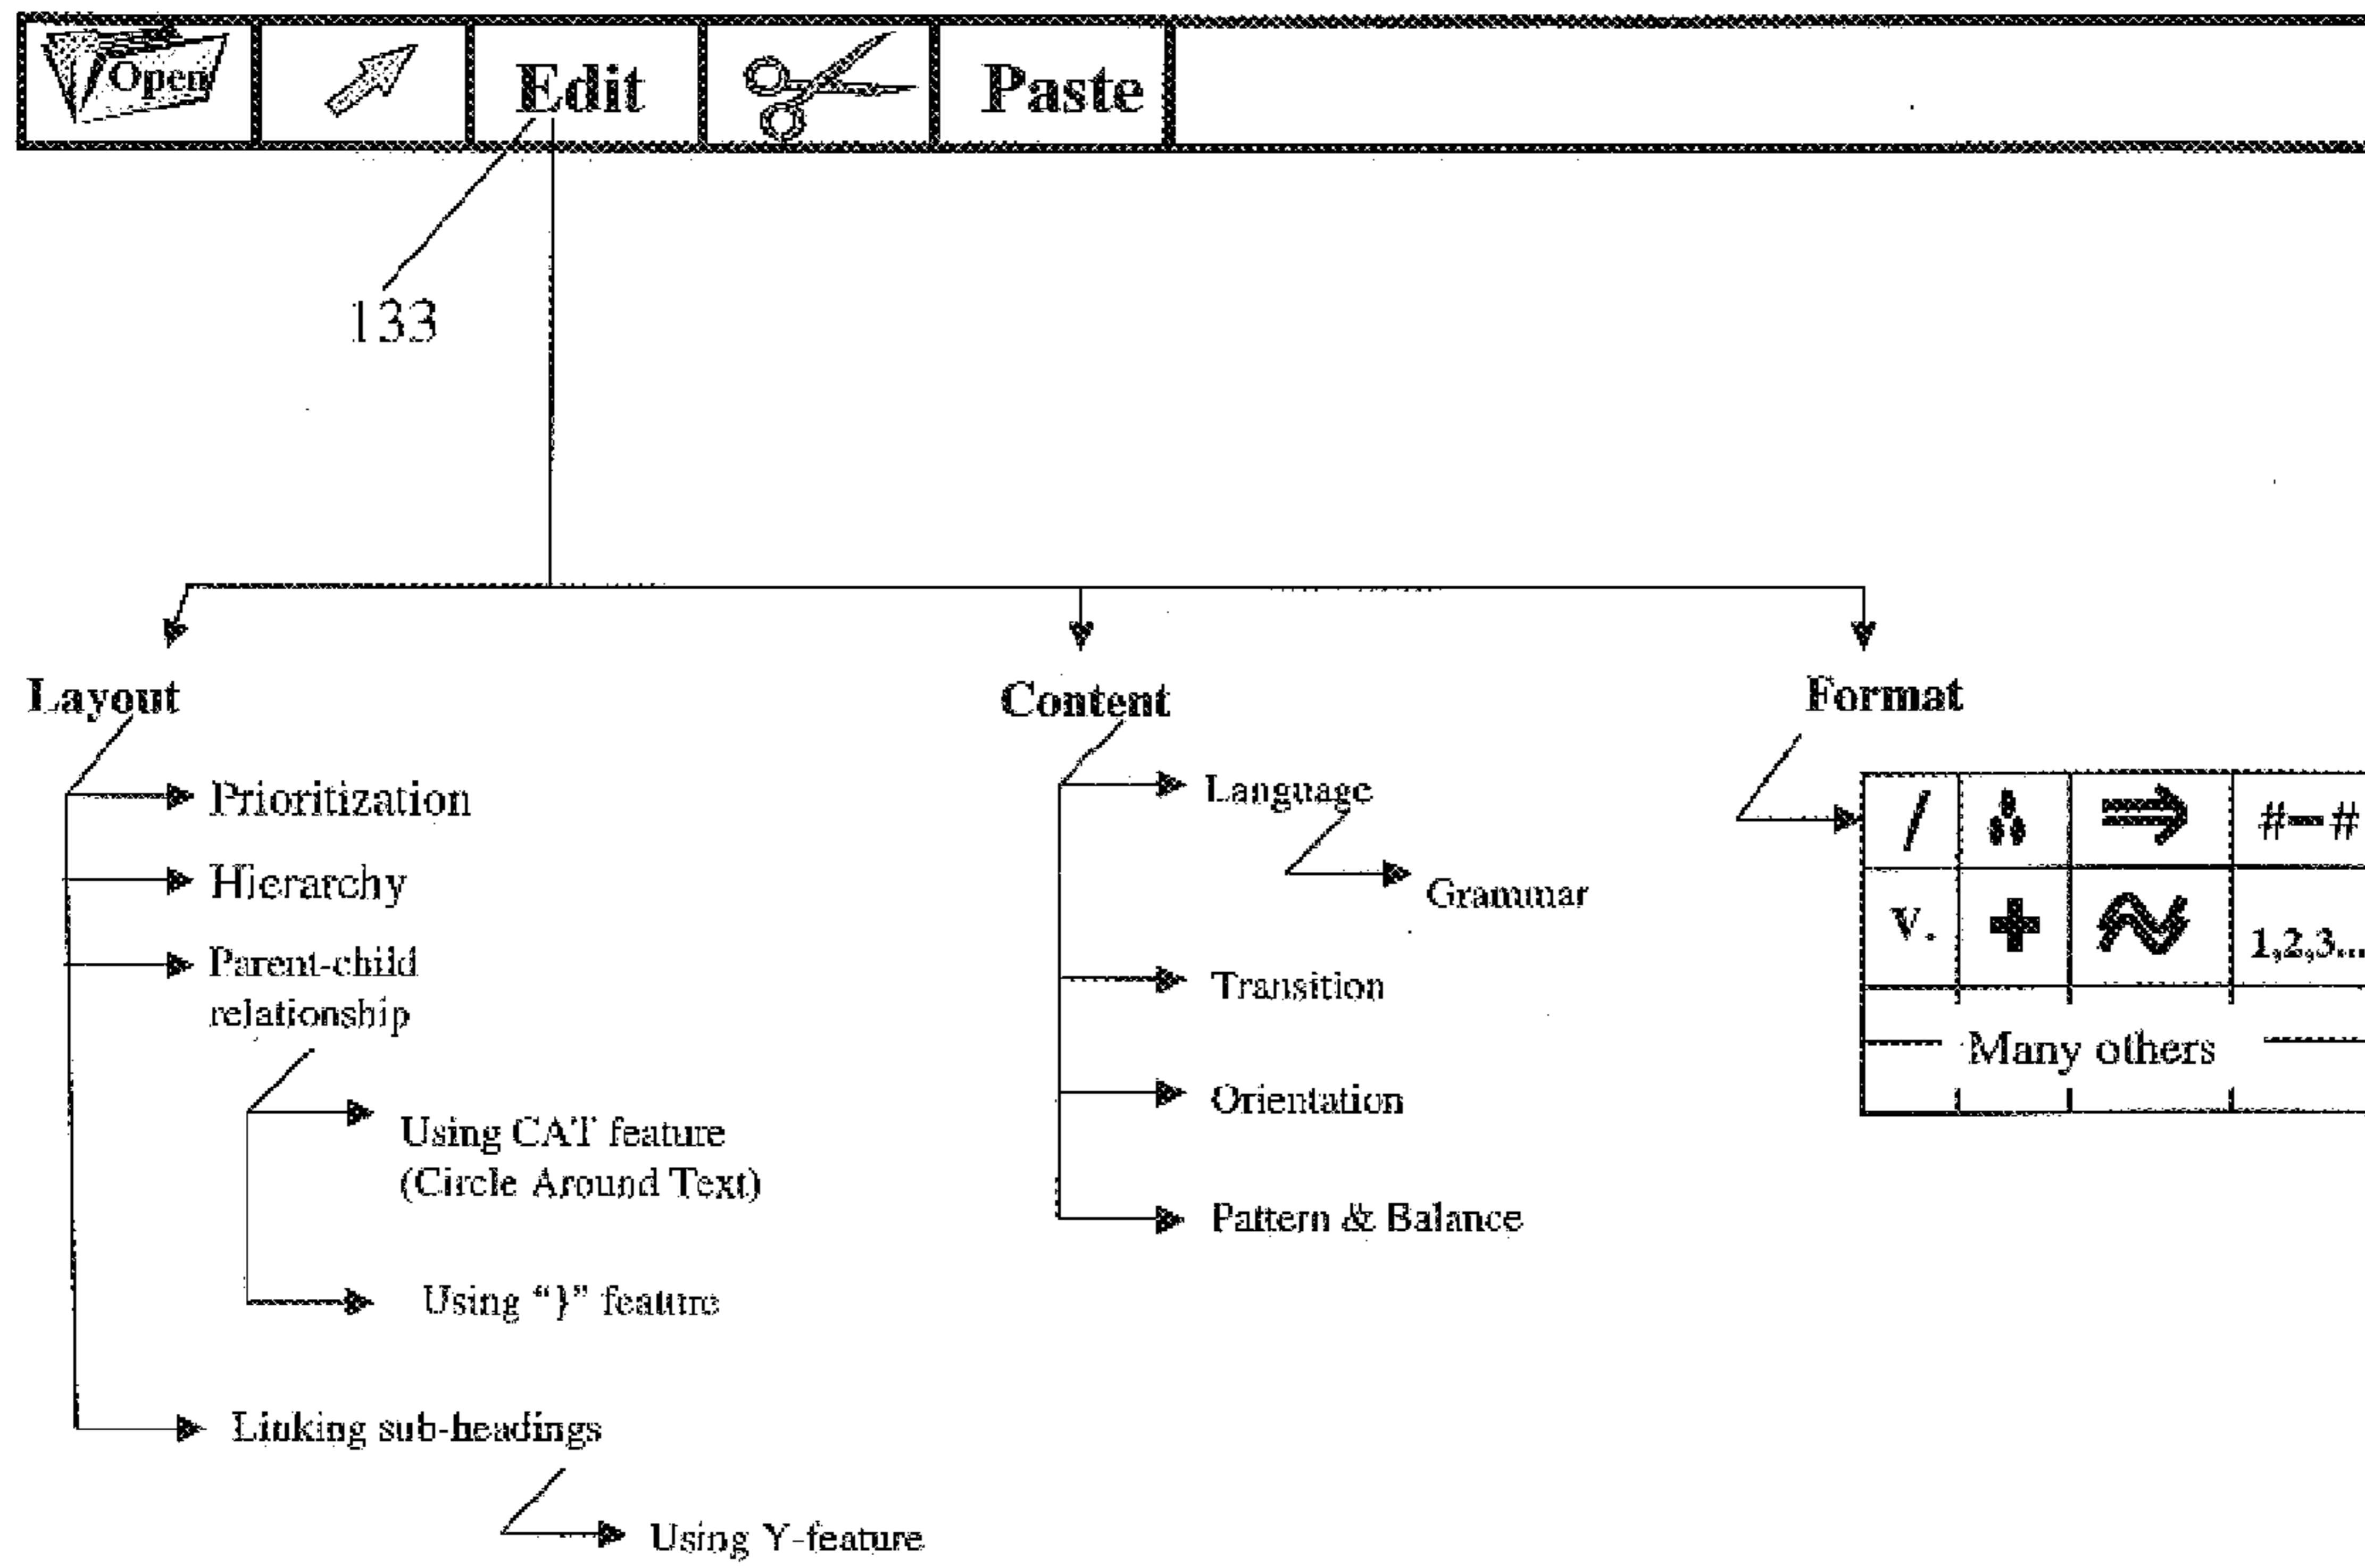 Open Edit Paste
133
Layout
Prioritization
Hierarchy
Parent-child
relationship
Using CAT feature
(Circle Around Text)
Using “}” feature
Linking sub-headings
Using Y-feature
Content
Language
Grammar
Transition
Orientation
Pattern & Balance
Format
/ ∴ ⇒ #–#
V. + 1,2,3...
Many others